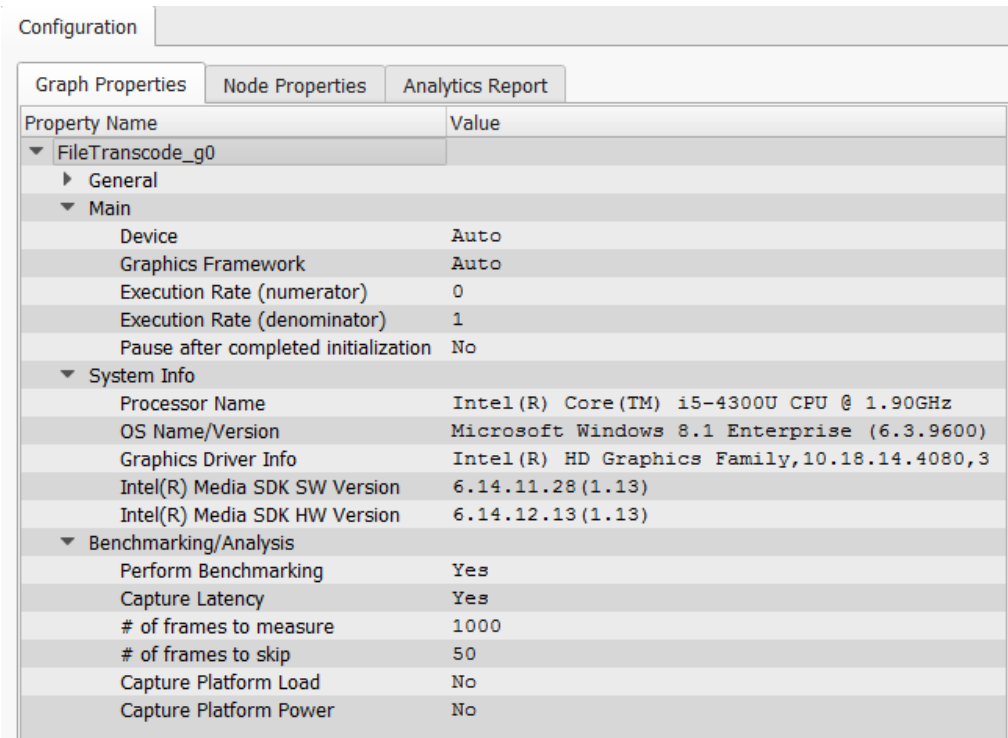 Configuration
Graph Properties Node Properties Analytics Report
Property Name Value
FileTranscode_g0
General
Main
Device Auto
Graphics Framework Auto
Execution Rate (numerator) 0
Execution Rate (denominator) 1
Pause after completed initialization No
System Info
Processor Name Intel(R) Core(TM) i5-4300U CPU @ 1.90GHz
OS Name/Version Microsoft Windows 8.1 Enterprise (6.3.9600)
Graphics Driver Info Intel(R) HD Graphics Family,10.18.14.4080,3
Intel(R) Media SDK SW Version 6.14.11.28(1.13)
Intel(R) Media SDK HW Version 6.14.12.13(1.13)
Benchmarking/Analysis
Perform Benchmarking Yes
Capture Latency Yes
# of frames to measure 1000
# of frames to skip 50
Capture Platform Load No
Capture Platform Power No